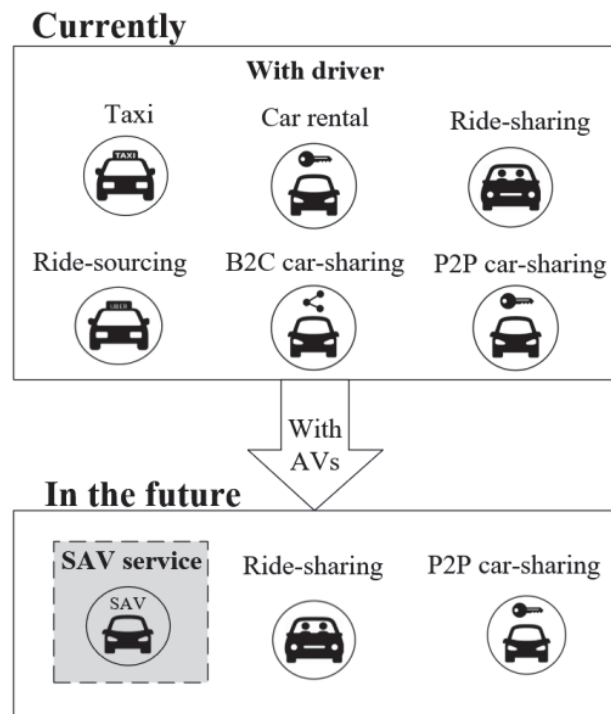 Currently
With driver
Taxi Car rental Ride-sharing
TAXI
Ride-sourcing B2C car-sharing P2P car-sharing
UBER
With
AVs
In the future
SAV service Ride-sharing P2P car-sharing
SAV